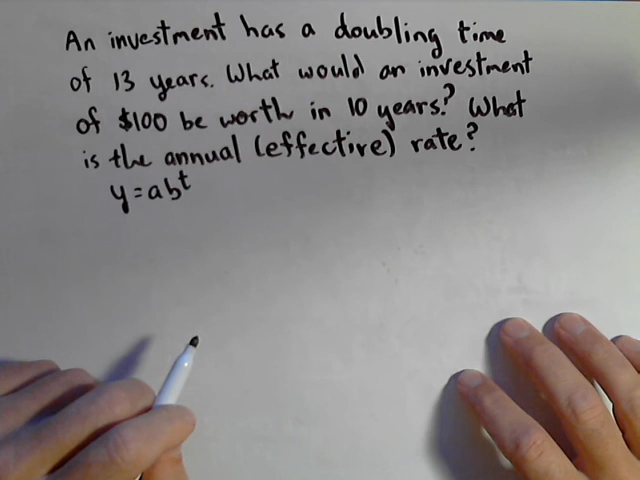 An investment has a doubling time
of 13 years. What would an investment
of $100 be worth in 10 years? What
is the annual (effective) rate?
y=ab^t